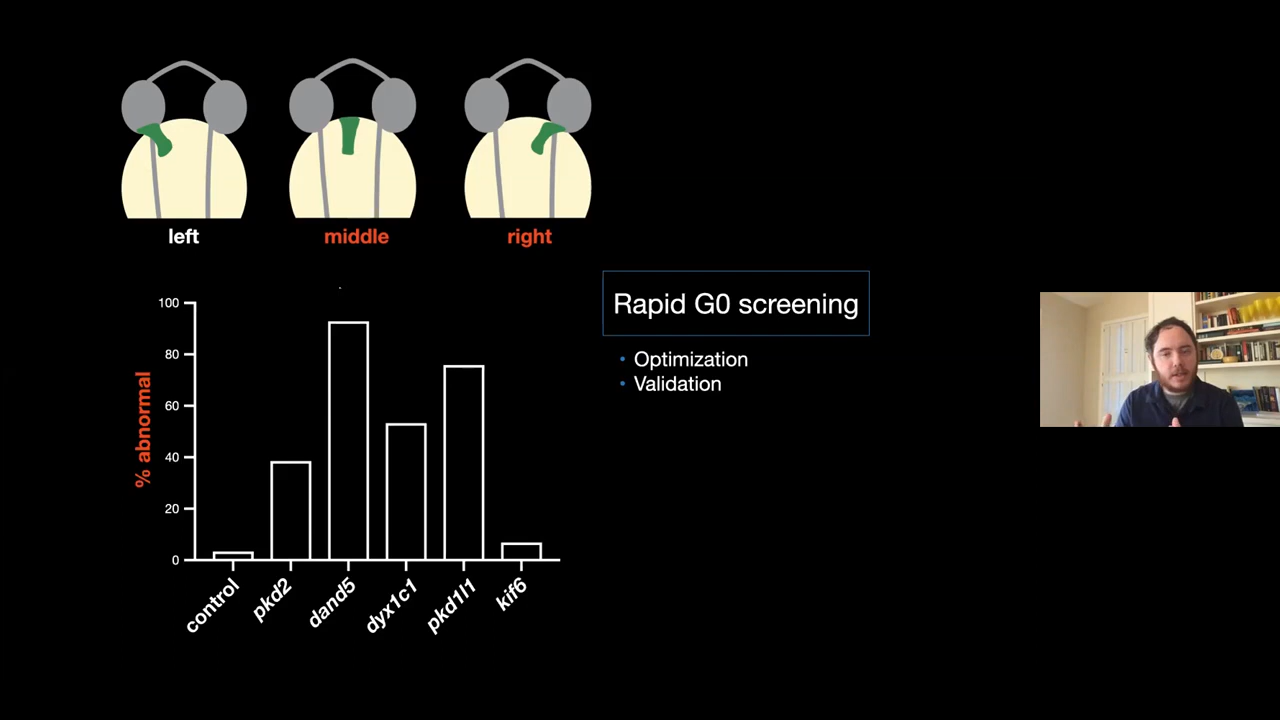 left
middle
right
Rapid G0 screening
• Optimization
• Validation
% abnormal
100
80
60
40
20
0
control
pkd2
dand5
dyx1c1
pkd1l1
kif6